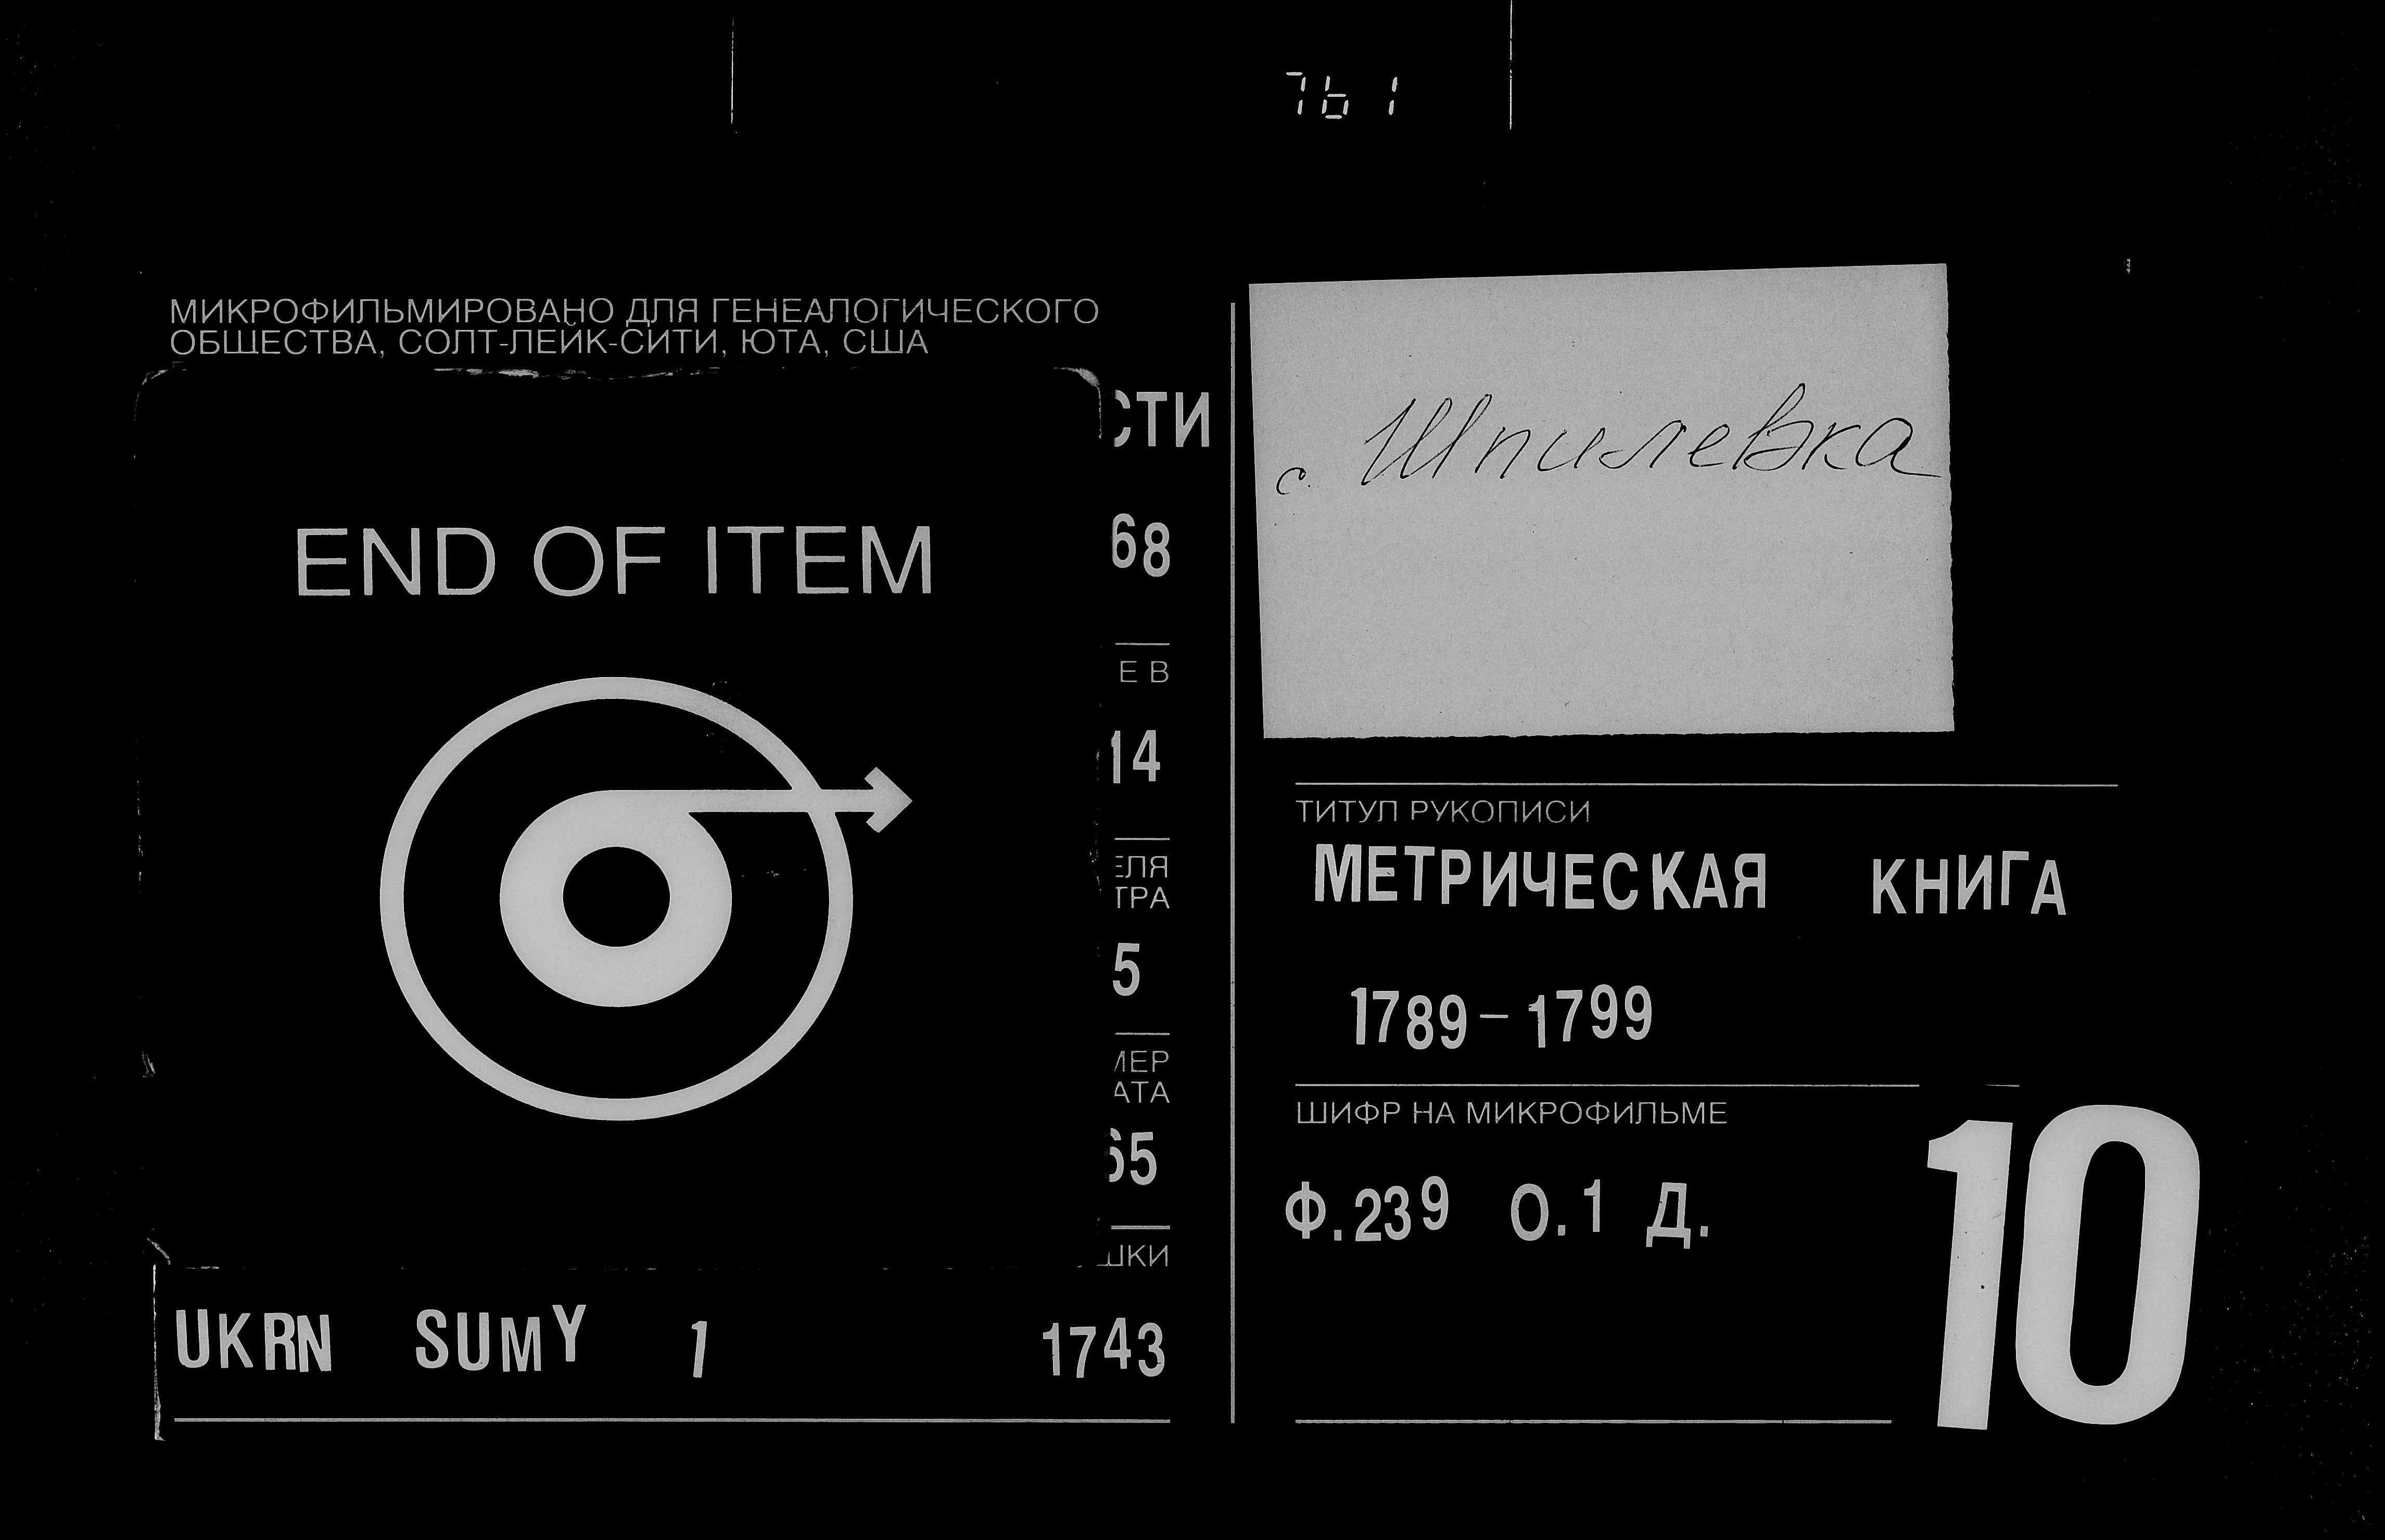 761
МИКРОФИЛЬМИРОВАНО ДЛЯ ГЕНЕАЛОГИЧЕСКОГО
ОБЩЕСТВА, СОЛТ-ЛЕЙК-СИТИ, ЮТА, США
СТИ
END OF ITEM
68
Е В
14
ЕЛЯ
ТРА
5
МЕР
АТА
65
ШКИ
UKRN SUMY 1 1743
с. Шпилевка
ТИТУЛ РУКОПИСИ
МЕТРИЧЕСКАЯ КНИГА
1789-1799
ШИФР НА МИКРОФИЛЬМЕ
Ф.239 О.1 Д.
10